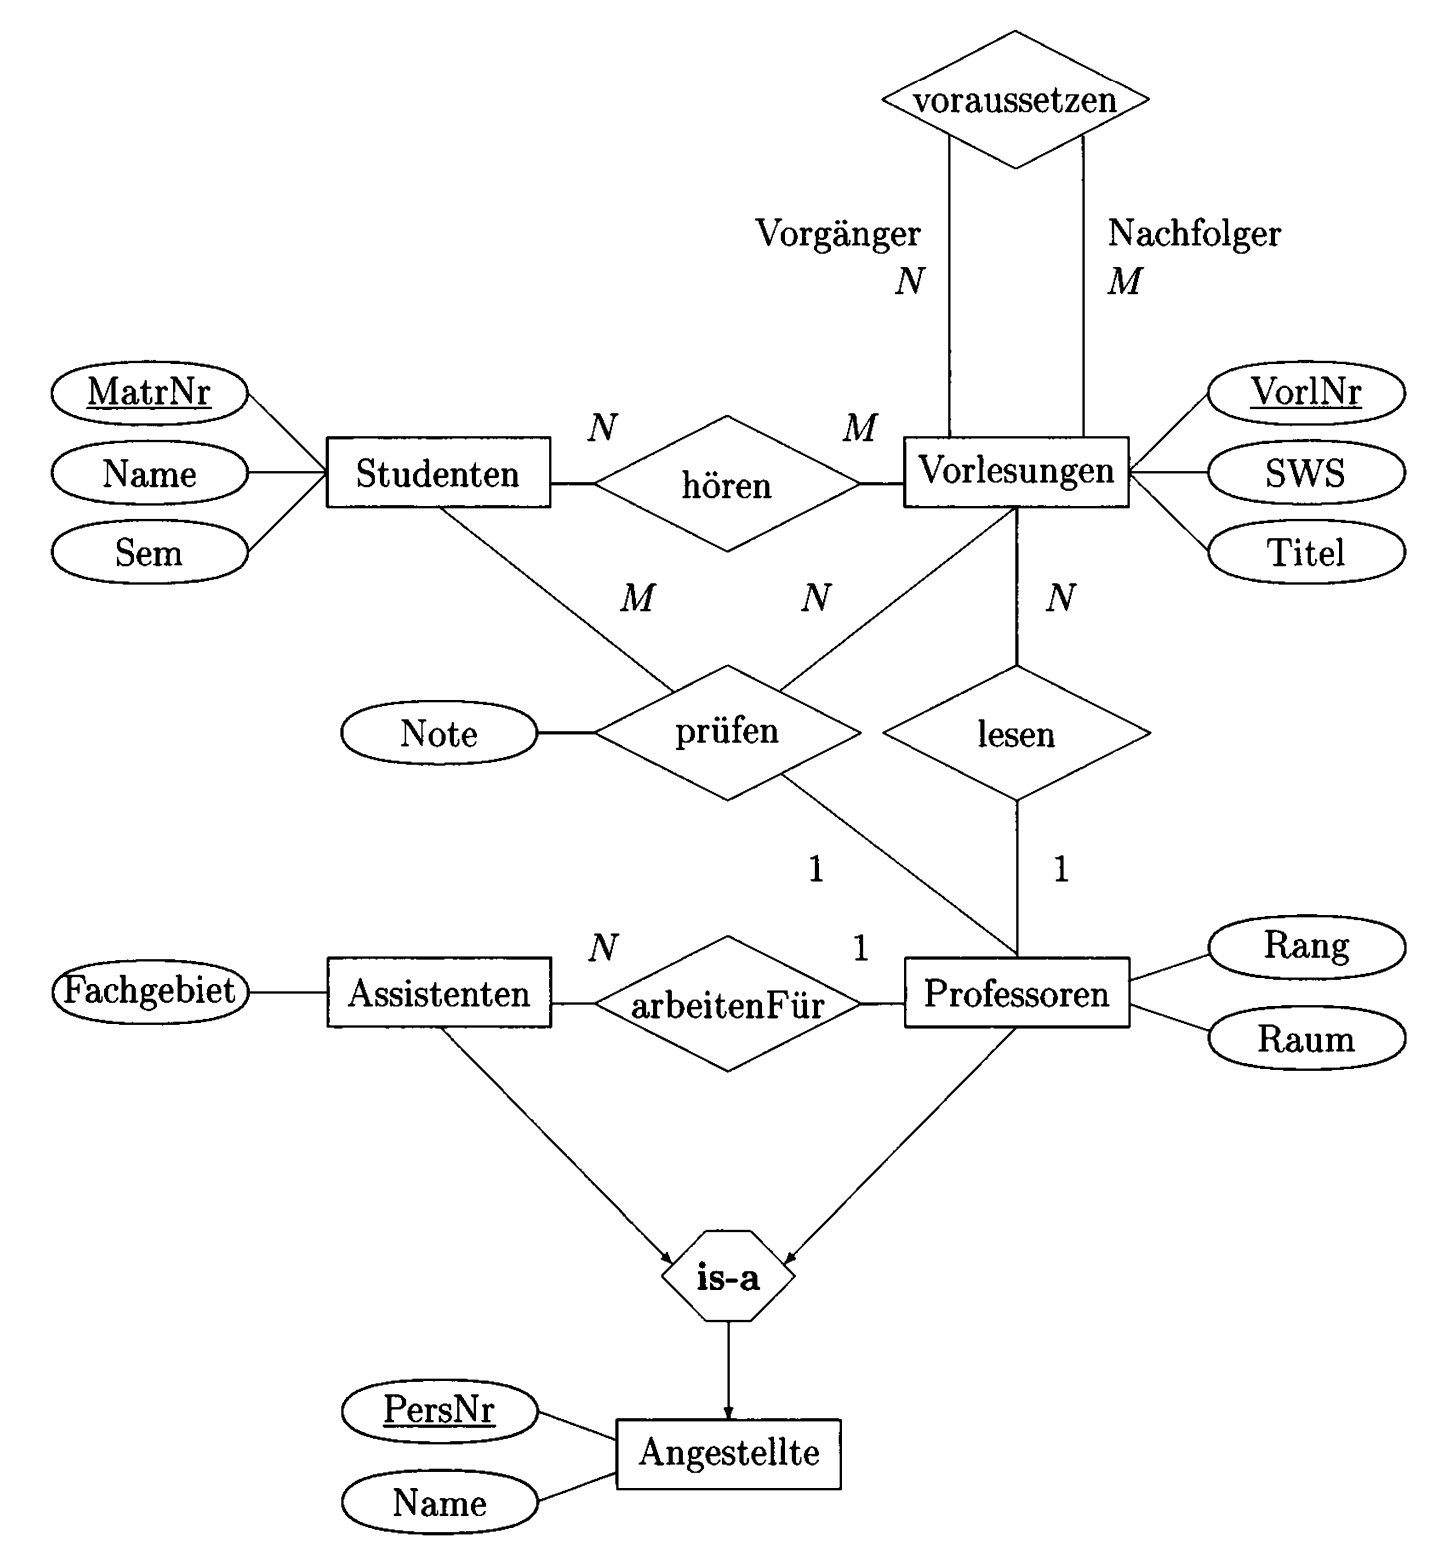 voraussetzen
Vorgänger
Nachfolger
N
M
MatrNr
Name
Sem
Studenten
N
hören
M
Vorlesungen
VorlNr
SWS
Titel
M
N
N
Note
prüfen
lesen
1
1
Fachgebiet
Assistenten
N
arbeitenFür
1
Professoren
Rang
Raum
is-a
PersNr
Name
Angestellte